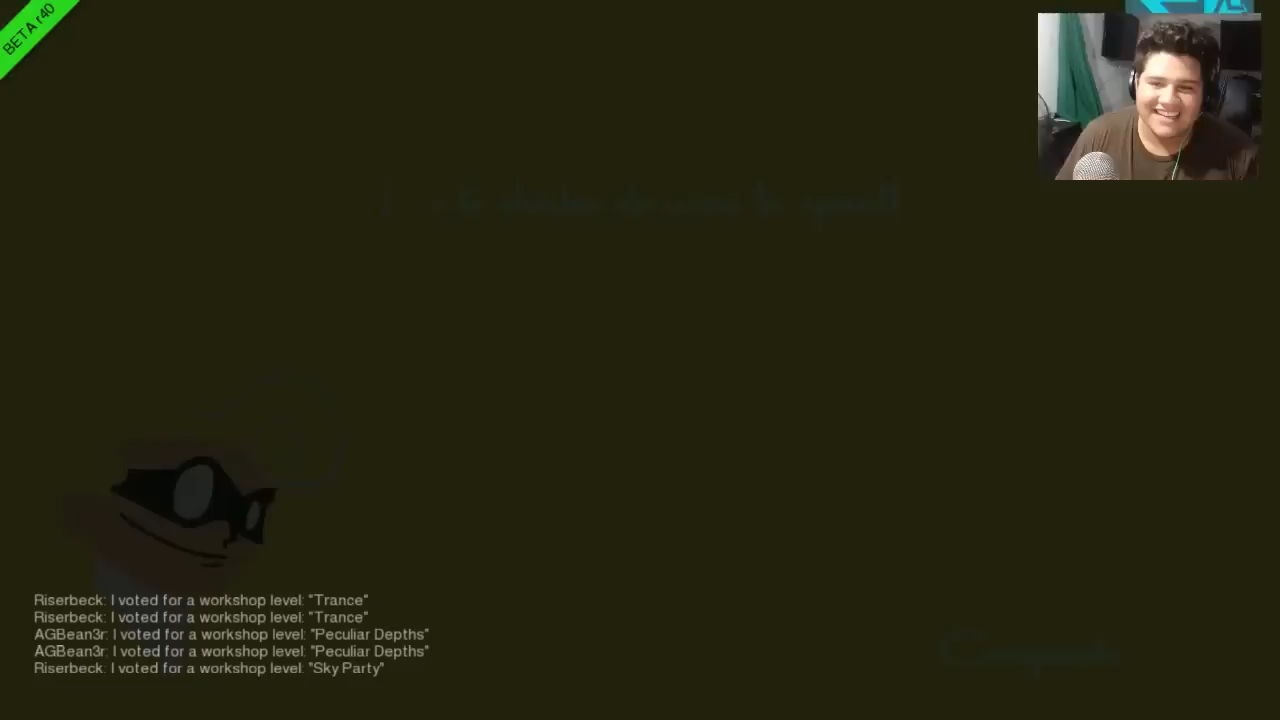 BETA r40
Riserbeck: I voted for a workshop level: "Trance"
Riserbeck: I voted for a workshop level: "Trance"
AGBean3r: I voted for a workshop level: "Peculiar Depths"
AGBean3r: I voted for a workshop level: "Peculiar Depths"
Riserbeck: I voted for a workshop level: "Sky Party"